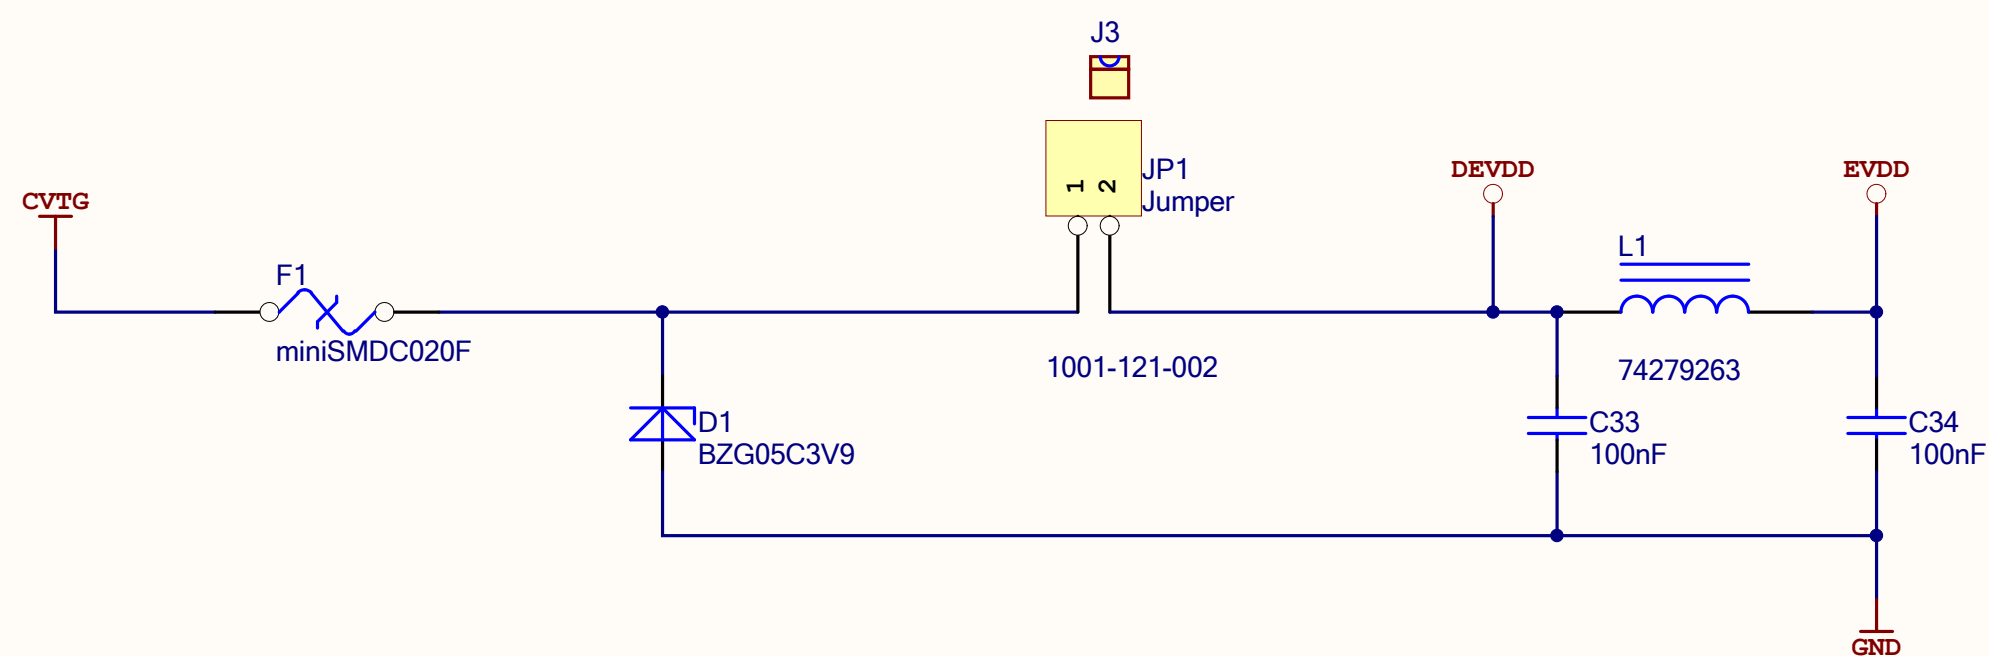 J3
1
2
JP1
Jumper
DEVDD
EVDD
CVTG
F1
miniSMDC020F
L1
1001-121-002
74279263
D1
BZG05C3V9
C33
100nF
C34
100nF
GND